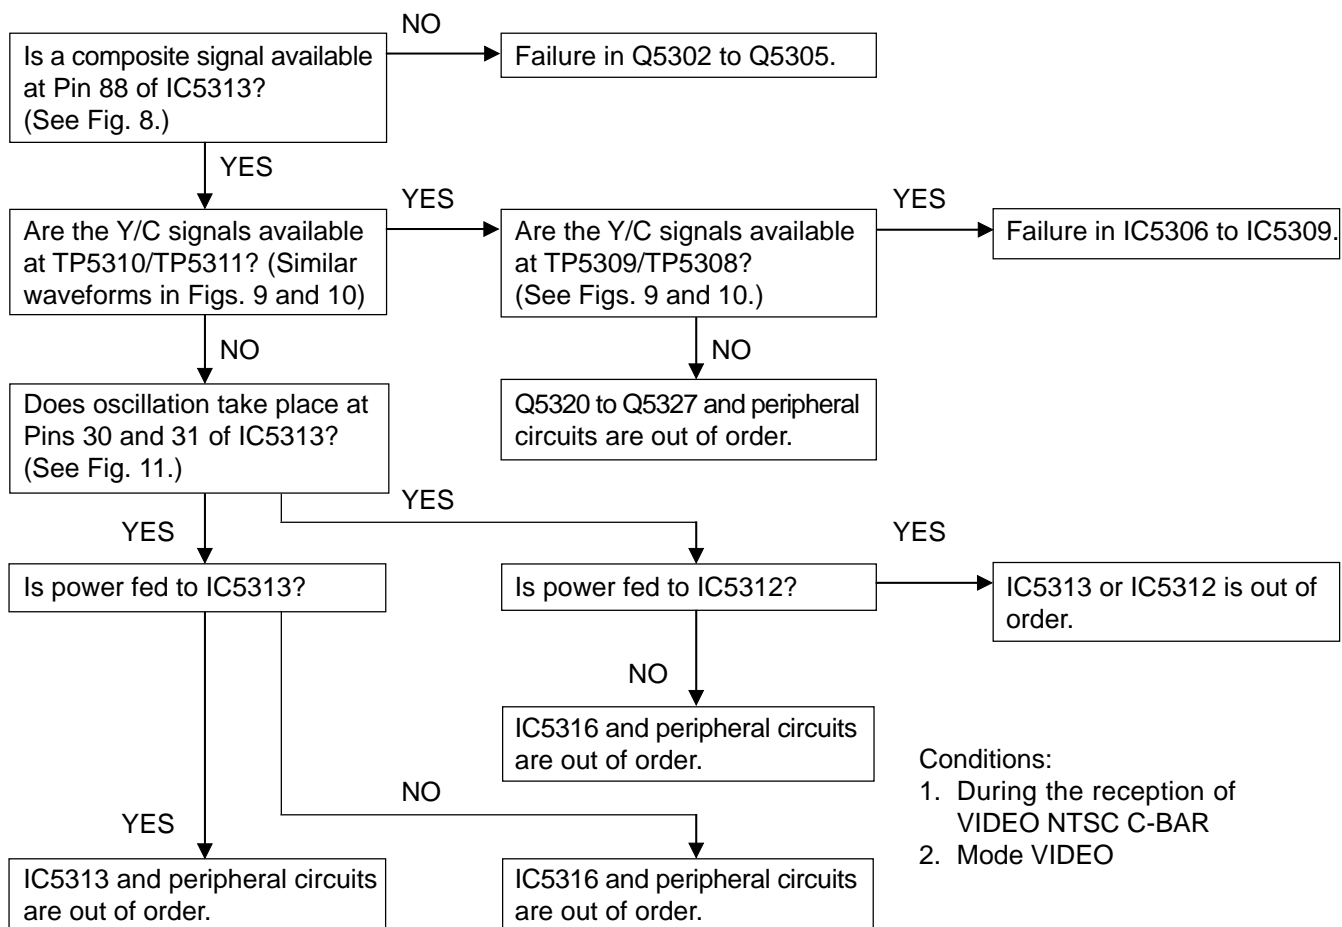 NO
Is a composite signal available
at Pin 88 of IC5313?
(See Fig. 8.)
Failure in Q5302 to Q5305.
YES
YES
YES
Are the Y/C signals available
at TP5310/TP5311? (Similar
waveforms in Figs. 9 and 10)
Are the Y/C signals available
at TP5309/TP5308?
(See Figs. 9 and 10.)
Failure in IC5306 to IC5309.
NO
NO
Does oscillation take place at
Pins 30 and 31 of IC5313?
(See Fig. 11.)
Q5320 to Q5327 and peripheral
circuits are out of order.
YES
YES
YES
Is power fed to IC5313?
Is power fed to IC5312?
IC5313 or IC5312 is out of
order.
NO
IC5316 and peripheral circuits
are out of order.
Conditions:
1. During the reception of
VIDEO NTSC C-BAR
2. Mode VIDEO
NO
YES
IC5313 and peripheral circuits
are out of order.
IC5316 and peripheral circuits
are out of order.